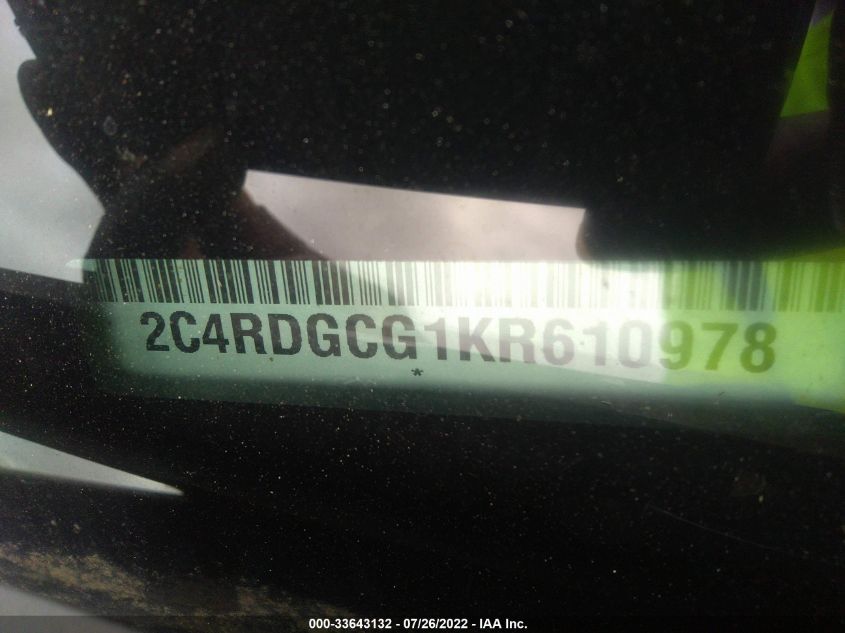 2C4RDGCG1KR610978
*
000-33643132 - 07/26/2022 - IAA Inc.